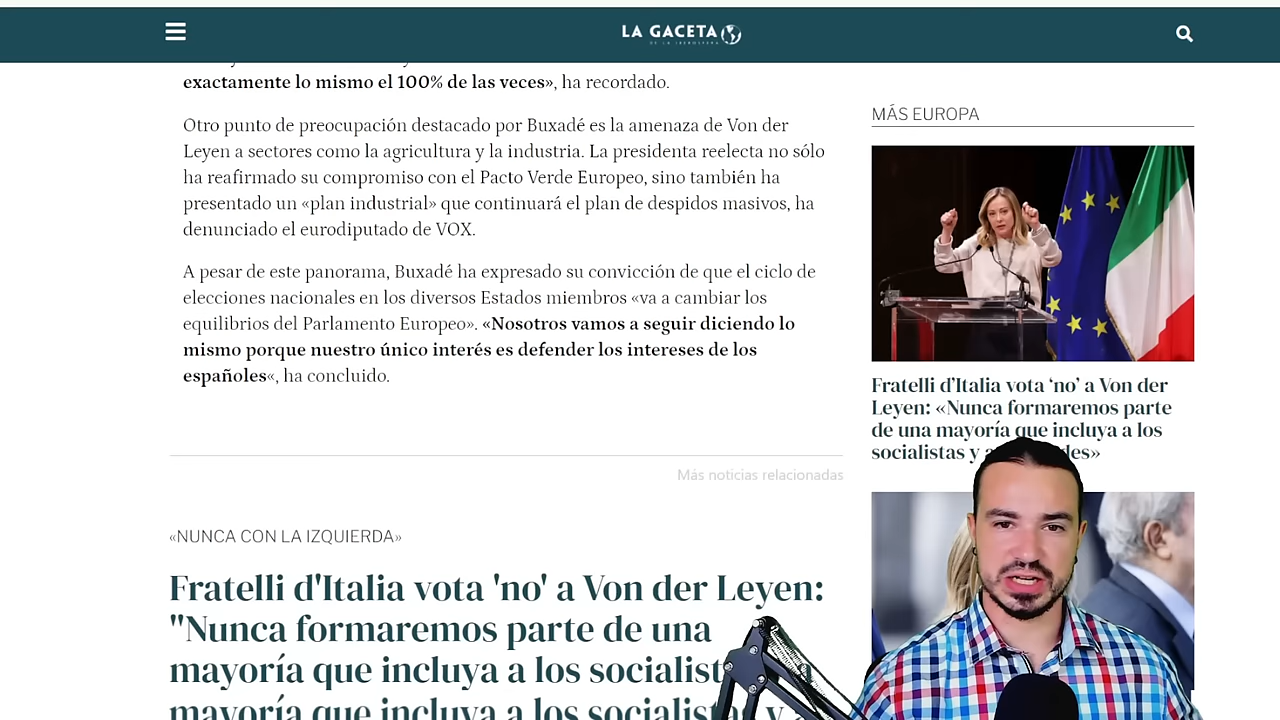 LA GACETA
DE LA IBEROSFERA
exactamente lo mismo el 100% de las veces», ha recordado.
Otro punto de preocupación destacado por Buxadé es la amenaza de Von der
Leyen a sectores como la agricultura y la industria. La presidenta reelecta no sólo
ha reafirmado su compromiso con el Pacto Verde Europeo, sino también ha
presentado un «plan industrial» que continuará el plan de despidos masivos, ha
denunciado el eurodiputado de VOX.
A pesar de este panorama, Buxadé ha expresado su convicción de que el ciclo de
elecciones nacionales en los diversos Estados miembros «va a cambiar los
equilibrios del Parlamento Europeo». «Nosotros vamos a seguir diciendo lo
mismo porque nuestro único interés es defender los intereses de los
españoles«, ha concluido.
Más noticias relacionadas
«NUNCA CON LA IZQUIERDA»
Fratelli d'Italia vota 'no' a Von der Leyen:
"Nunca formaremos parte de una
mayoría que incluya a los
mayoría que incluya a los socialistas y
MÁS EUROPA
Fratelli d’Italia vota ‘no’ a Von der
Leyen: «Nunca formaremos parte
de una mayoría que incluya a los
socialistas y